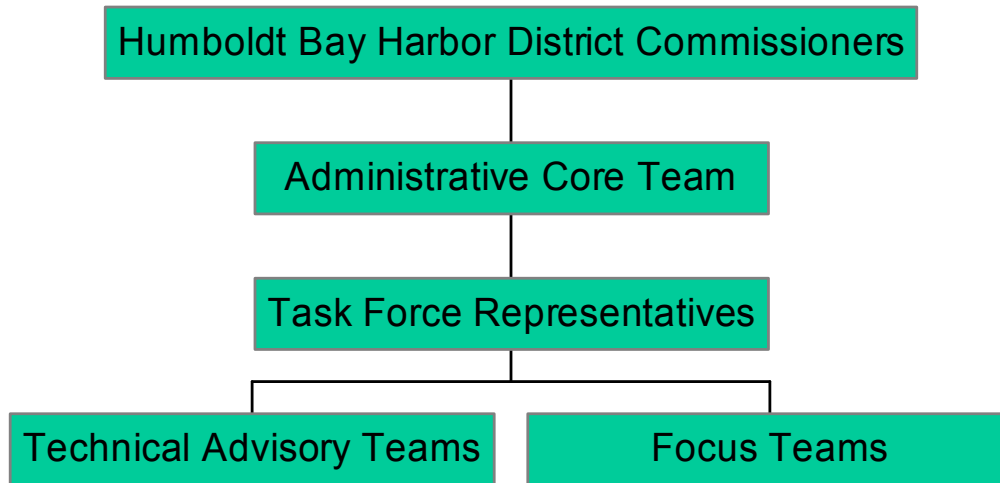 Humboldt Bay Harbor District Commissioners
Administrative Core Team
Task Force Representatives
Technical Advisory Teams
Focus Teams